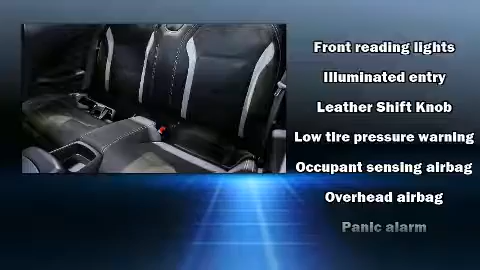 Front reading lights
Illuminated entry
Leather Shift Knob
Low tire pressure warning
Occupant sensing airbag
Overhead airbag
Panic alarm